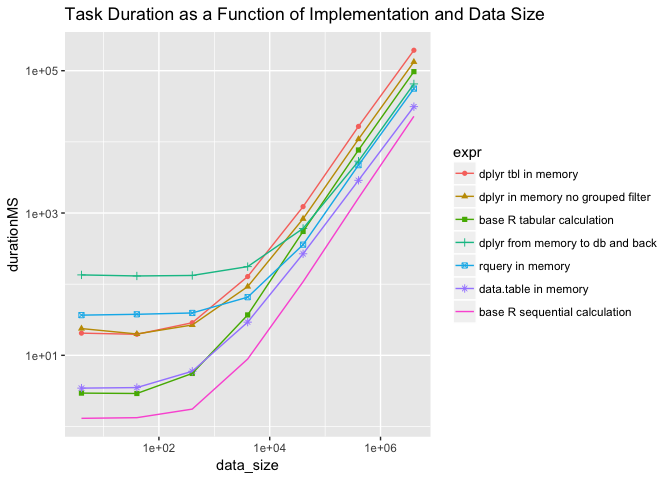 Task Duration as a Function of Implementation and Data Size
durationMS
1e+05
1e+03
1e+01
1e+02
1e+04
1e+06
data_size
expr
dplyr tbl in memory
dplyr in memory no grouped filter
base R tabular calculation
dplyr from memory to db and back
rquery in memory
data.table in memory
base R sequential calculation